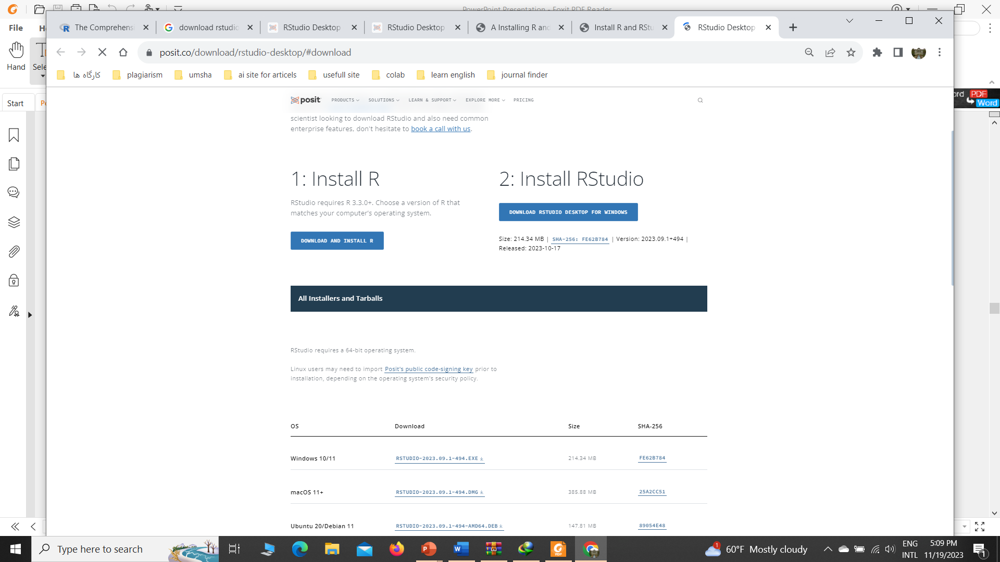 PowerPoint Presentation - Foxit PDF Reader
File
Hand
Start
The Comprehensi
download rstudio
RStudio Desktop
RStudio Desktop
A Installing R and
Install R and RStu
RStudio Desktop
posit.co/download/rstudio-desktop/#download
کارگاه ها
plagiarism
umsha
ai site for articels
usefull site
colab
learn english
journal finder
PDF
Word
posit
PRODUCTS
SOLUTIONS
LEARN & SUPPORT
EXPLORE MORE
PRICING
scientist looking to download RStudio and also need common
enterprise features, don't hesitate to book a call with us.
1: Install R
RStudio requires R 3.3.0+. Choose a version of R that
matches your computer's operating system.
DOWNLOAD AND INSTALL R
2: Install RStudio
DOWNLOAD RSTUDIO DESKTOP FOR WINDOWS
Size: 214.34 MB | SHA-256: FE62B784 | Version: 2023.09.1+494 |
Released: 2023-10-17
All Installers and Tarballs
RStudio requires a 64-bit operating system.
Linux users may need to import Posit's public code-signing key prior to
installation, depending on the operating system's security policy.
OS Download Size SHA-256
Windows 10/11 RSTUDIO-2023.09.1-494.EXE 214.34 MB FE62B784
macOS 11+ RSTUDIO-2023.09.1-494.DMG 385.88 MB 25A2CC51
Ubuntu 20/Debian 11 RSTUDIO-2023.09.1-494-AMD64.DEB 147.81 MB 89054E48
Type here to search
1
60°F Mostly cloudy
ENG
INTL
5:09 PM
11/19/2023
1